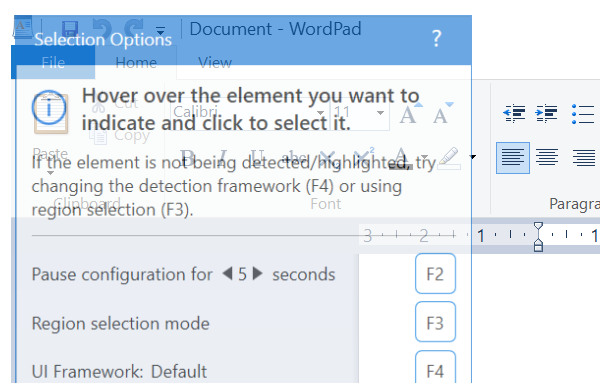 Document - WordPad
Selection Options ?
File Home View
Hover over the element you want to
indicate and click to select it.
Cut
Copy
Paste
Calibri 11
If the element is not being detected/highlighted, try
changing the detection framework (F4) or using
region selection (F3).
Clipboard Font Paragra
3 2 1 1
Pause configuration for 5 seconds F2
Region selection mode F3
UI Framework: Default F4